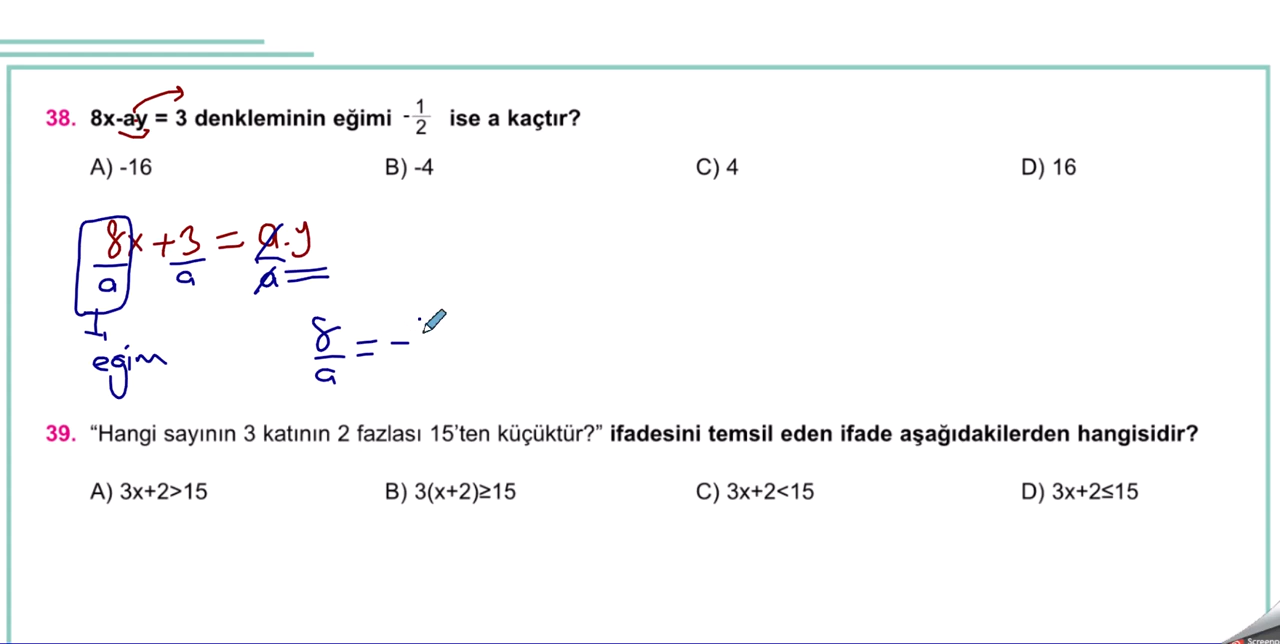 38. 8x-ay = 3 denkleminin eğimi -1/2 ise a kaçtır?
A) -16 B) -4 C) 4 D) 16
8x/a + 3/a = a.y/a
eğim
8/a = -
39. “Hangi sayının 3 katının 2 fazlası 15’ten küçüktür?” ifadesini temsil eden ifade aşağıdakilerden hangisidir?
A) 3x+2>15 B) 3(x+2)≥15 C) 3x+2<15 D) 3x+2≤15